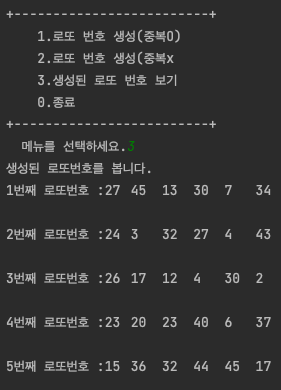 +------------------------+
1.로또 번호 생성(중복O)
2.로또 번호 생성(중복x
3.생성된 로또 번호 보기
0.종료
+------------------------+
메뉴를 선택하세요.3
생성된 로또번호를 봅니다.
1번째 로또번호 :27 45 13 30 7 34
2번째 로또번호 :24 3 32 27 4 43
3번째 로또번호 :26 17 12 4 30 2
4번째 로또번호 :23 20 23 40 6 37
5번째 로또번호 :15 36 32 44 45 17